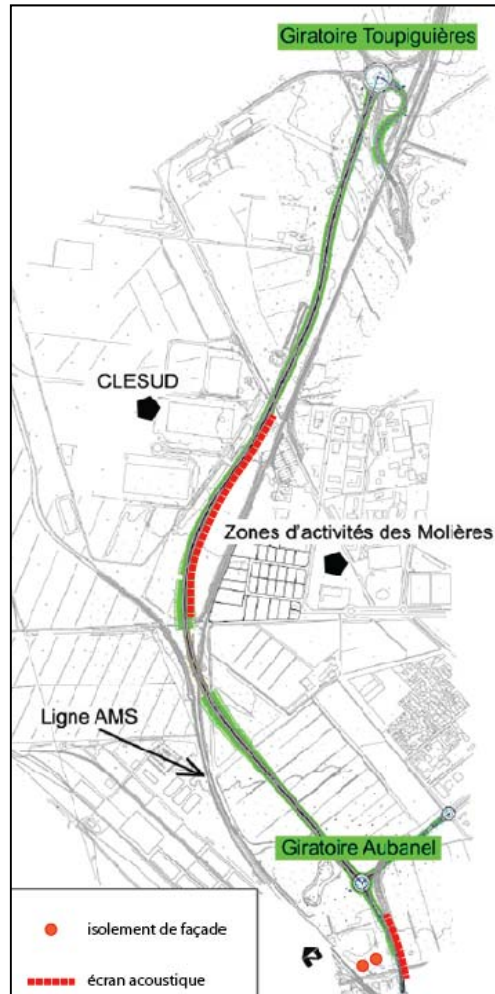 Giratoire Toupiguières
CLESUD
Zones d'activités des Molières
Ligne AMS
Giratoire Aubanel
isolement de façade
écran acoustique